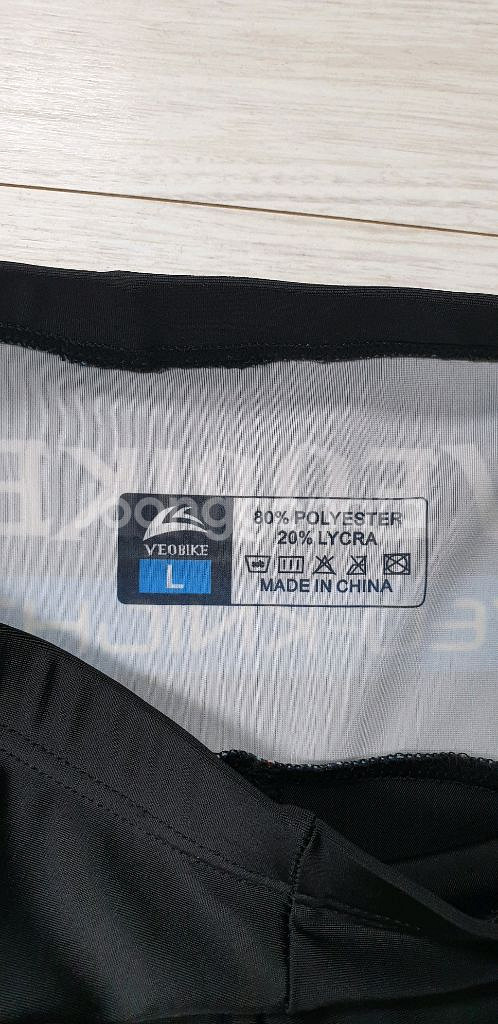 VEOBIKE
L
80% POLYESTER
20% LYCRA
MADE IN CHINA